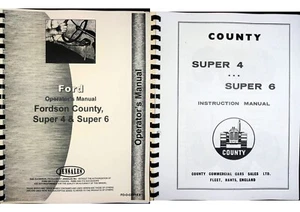 Ford
Operator's Manual
Fordson County,
Super 4 & Super 6
Operator's Manual
COUNTY
SUPER 4
...
SUPER 6
INSTRUCTION MANUAL
COUNTY
COUNTY COMMERCIAL CARS SALES LTD.
FLEET, HANTS, ENGLAND